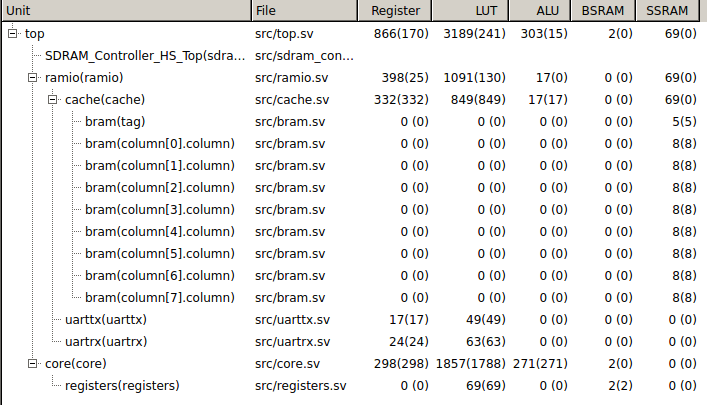 Unit File Register LUT ALU BSRAM SSRAM
top src/top.sv 866(170) 3189(241) 303(15) 2(0) 69(0)
SDRAM_Controller_HS_Top(sdra... src/sdram_con...
ramio(ramio) src/ramio.sv 398(25) 1091(130) 17(0) 0 (0) 69(0)
cache(cache) src/cache.sv 332(332) 849(849) 17(17) 0 (0) 69(0)
bram(tag) src/bram.sv 0 (0) 0 (0) 0 (0) 0 (0) 5(5)
bram(column[0].column) src/bram.sv 0 (0) 0 (0) 0 (0) 0 (0) 8(8)
bram(column[1].column) src/bram.sv 0 (0) 0 (0) 0 (0) 0 (0) 8(8)
bram(column[2].column) src/bram.sv 0 (0) 0 (0) 0 (0) 0 (0) 8(8)
bram(column[3].column) src/bram.sv 0 (0) 0 (0) 0 (0) 0 (0) 8(8)
bram(column[4].column) src/bram.sv 0 (0) 0 (0) 0 (0) 0 (0) 8(8)
bram(column[5].column) src/bram.sv 0 (0) 0 (0) 0 (0) 0 (0) 8(8)
bram(column[6].column) src/bram.sv 0 (0) 0 (0) 0 (0) 0 (0) 8(8)
bram(column[7].column) src/bram.sv 0 (0) 0 (0) 0 (0) 0 (0) 8(8)
uarttx(uarttx) src/uarttx.sv 17(17) 49(49) 0 (0) 0 (0) 0 (0)
uartrx(uartrx) src/uartrx.sv 24(24) 63(63) 0 (0) 0 (0) 0 (0)
core(core) src/core.sv 298(298) 1857(1788) 271(271) 2(0) 0 (0)
registers(registers) src/registers.sv 0 (0) 69(69) 0 (0) 2(2) 0 (0)